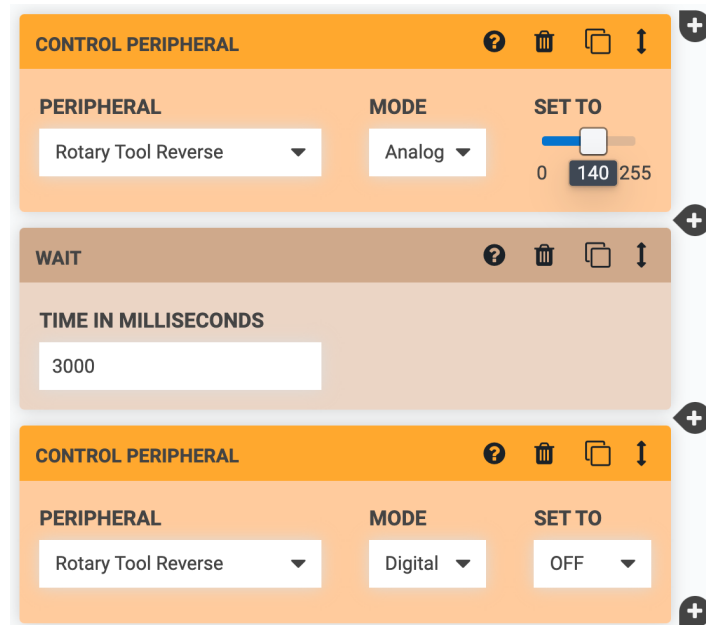 CONTROL PERIPHERAL
PERIPHERAL MODE SET TO
Rotary Tool Reverse Analog
0 140 255
WAIT
TIME IN MILLISECONDS
3000
CONTROL PERIPHERAL
PERIPHERAL MODE SET TO
Rotary Tool Reverse Digital OFF